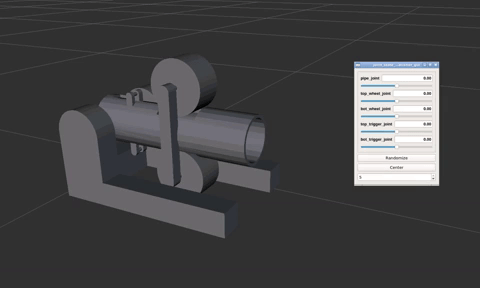 pipe_joint 0.00
top_wheel_joint 0.00
bot_wheel_joint 0.00
top_trigger_joint 0.00
bot_trigger_joint 0.00
Randomize
Center